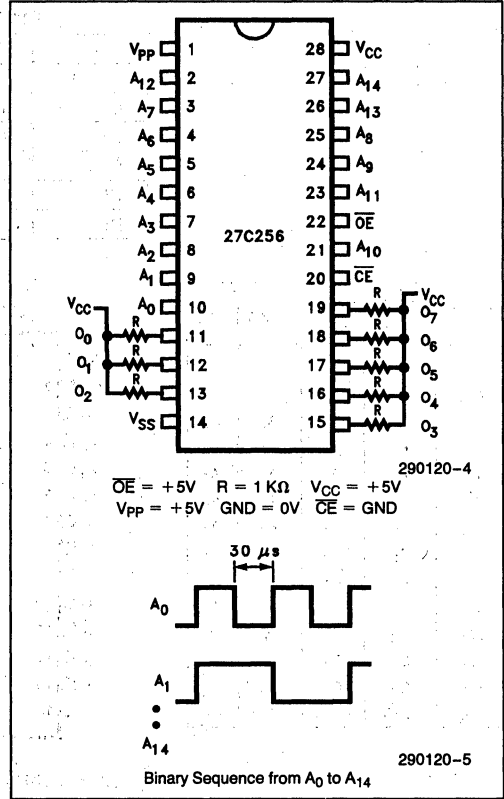 V_PP 1 28 V_CC
A_12 2 27 A_14
A_7 3 26 A_13
A_6 4 25 A_8
A_5 5 24 A_9
A_4 6 23 A_11
A_3 7 22 OE
27C256
A_2 8 21 A_10
A_1 9 20 CE
V_CC A_0 10 19 R V_CC O_7
O_0 R 11 18 R O_6
O_1 R 12 17 R O_5
O_2 R 13 16 R O_4
V_SS 14 15 R O_3
290120-4
OE = +5V R = 1 KΩ V_CC = +5V
V_PP = +5V GND = 0V CE = GND
30 μs
A_0
A_1
A_14
290120-5
Binary Sequence from A_0 to A_14